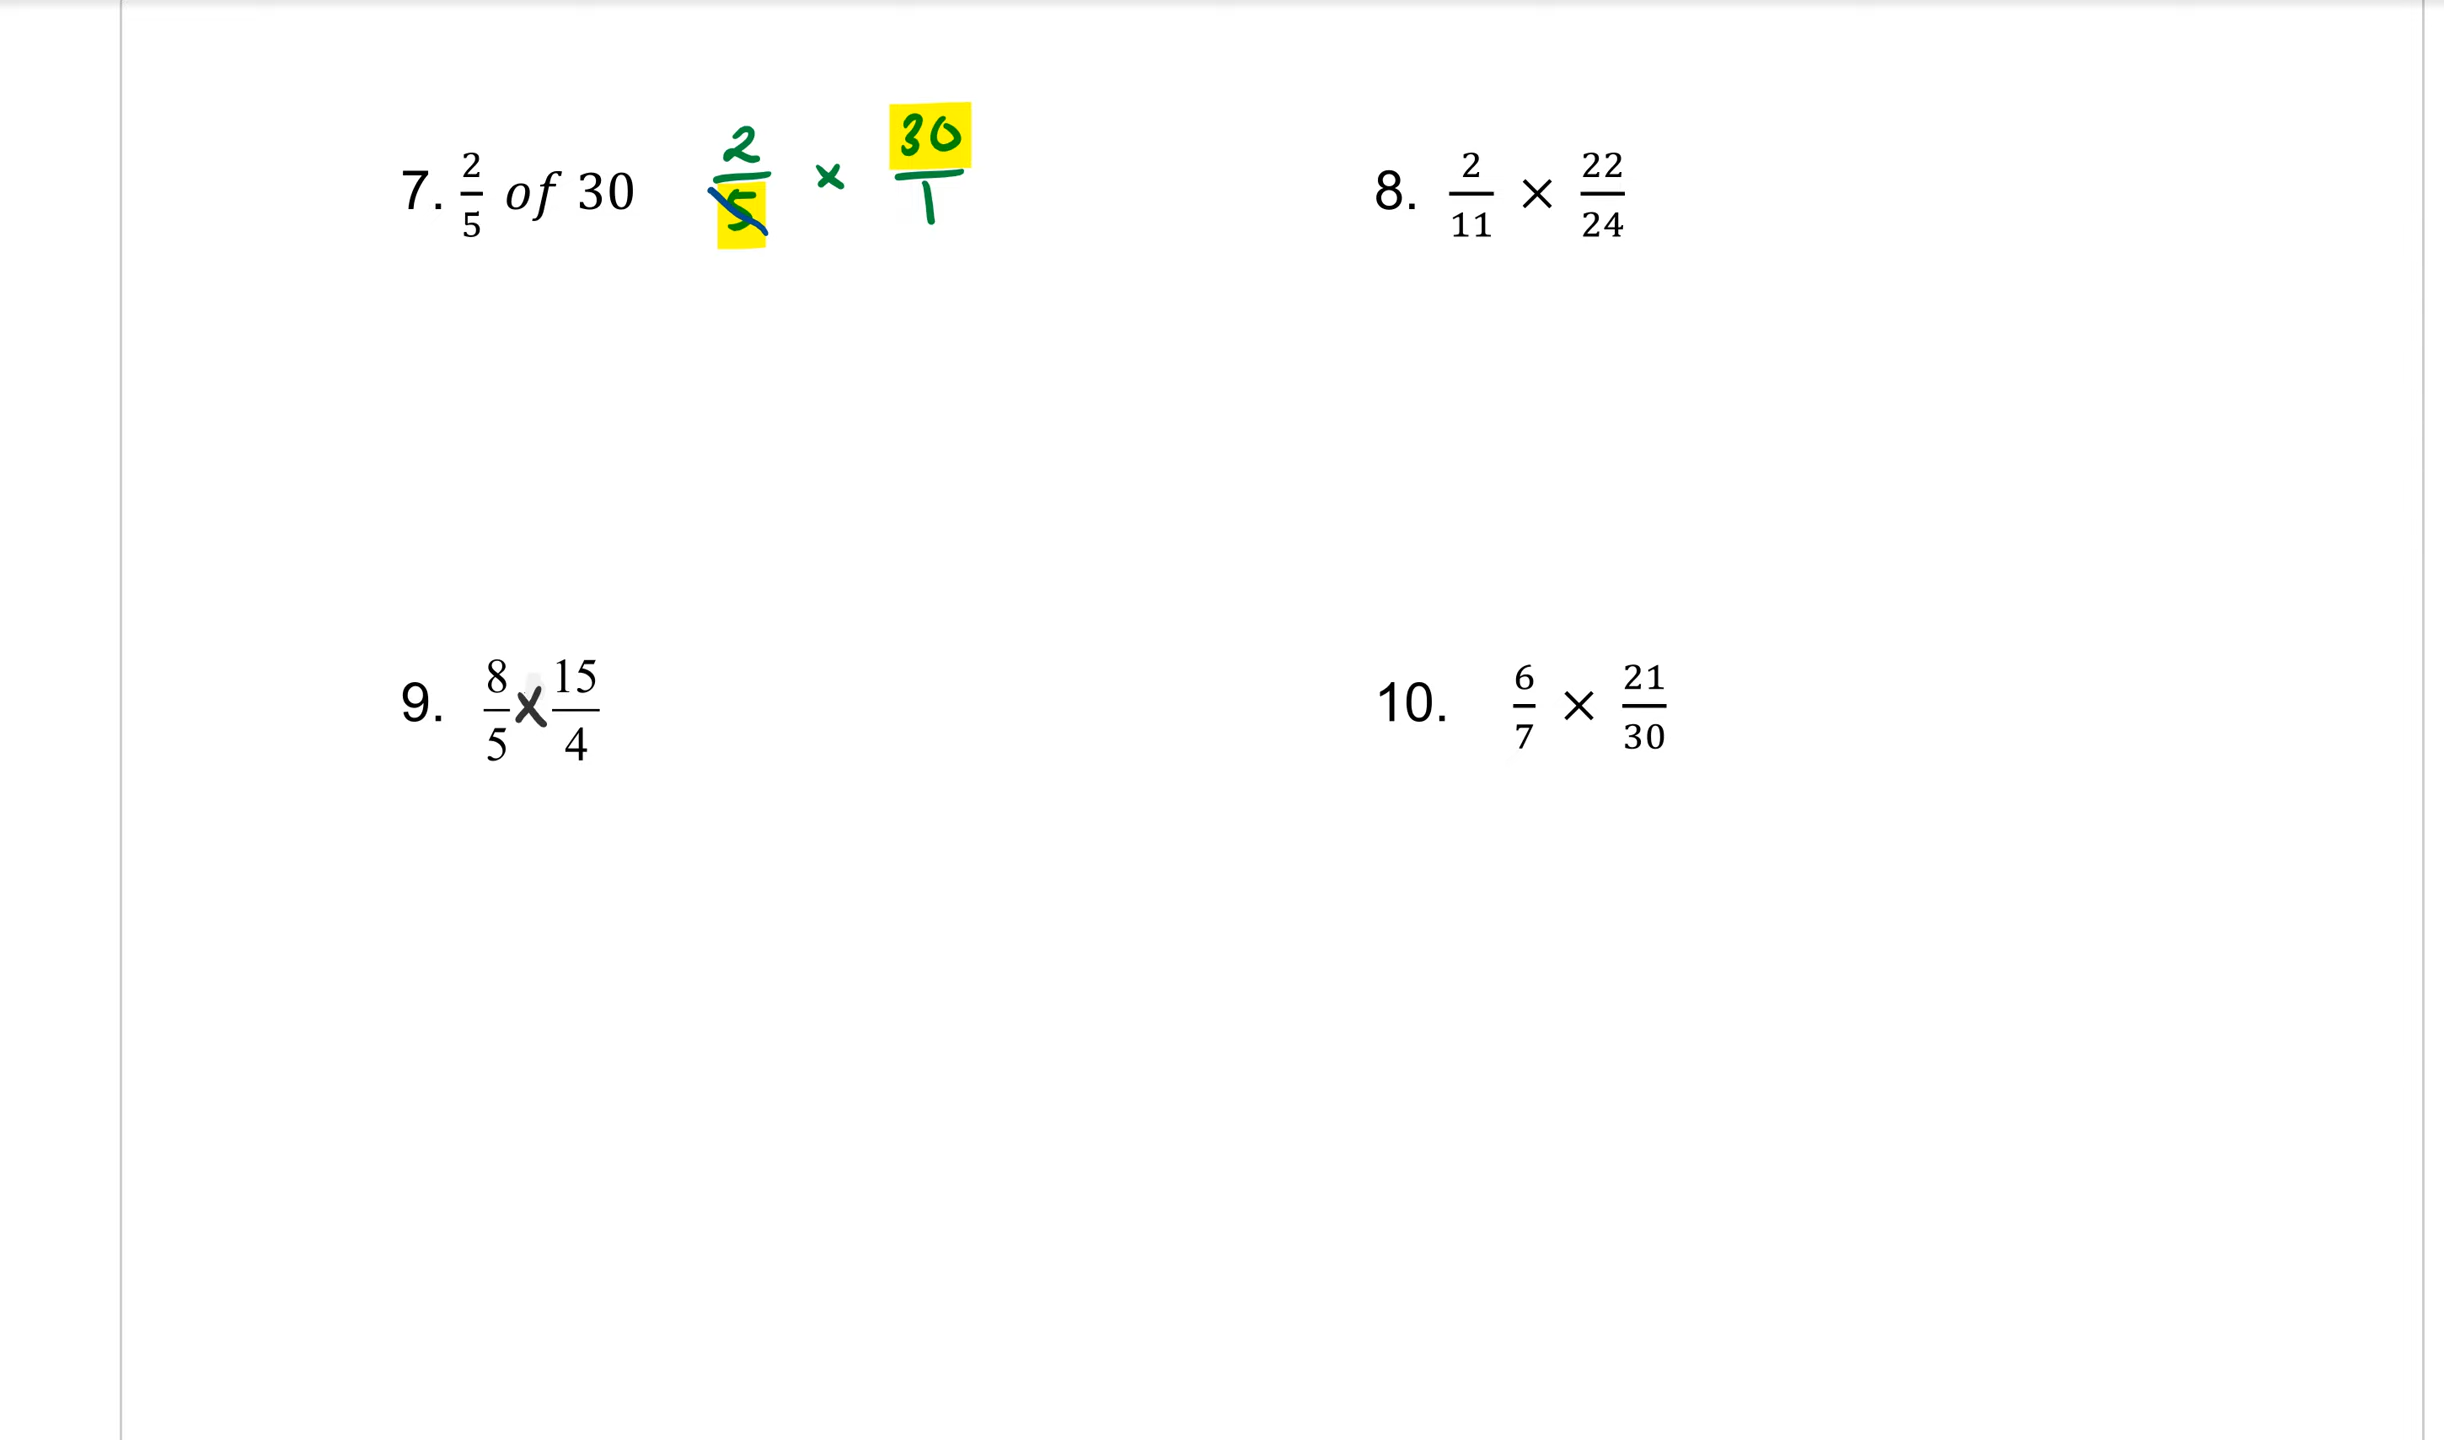 7. 2/5 of 30 2/5 × 30/1
8. 2/11 × 22/24
9. 8/5 x 15/4
10. 6/7 × 21/30